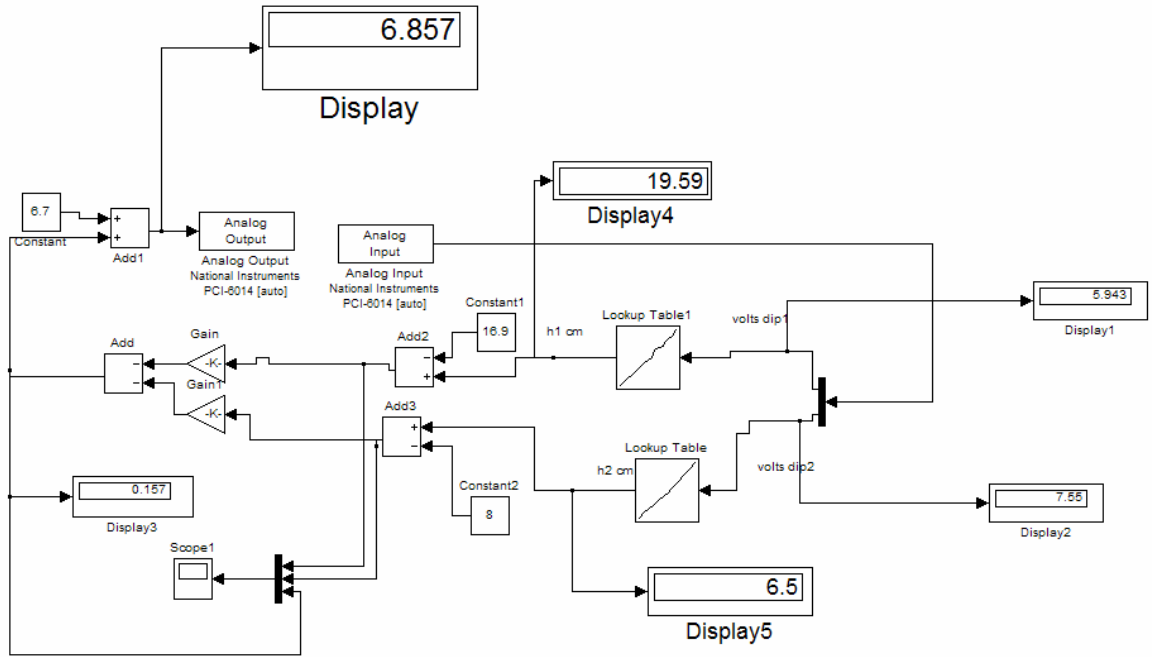 6.857
Display
19.59
Display4
6.7
Constant
+
+
Add1
Analog
Output
Analog Output
National Instruments
PCI-6014 [auto]
Analog
Input
Analog Input
National Instruments
PCI-6014 [auto]
5.943
Display1
Constant1
16.9
Lookup Table1
h1 cm
volts dip1
Add2
−
+
Gain
-K-
Add
−
−
Gain1
-K-
Add3
+
−
Lookup Table
h2 cm
volts dip2
Constant2
8
0.157
Display3
7.55
Display2
Scope1
6.5
Display5